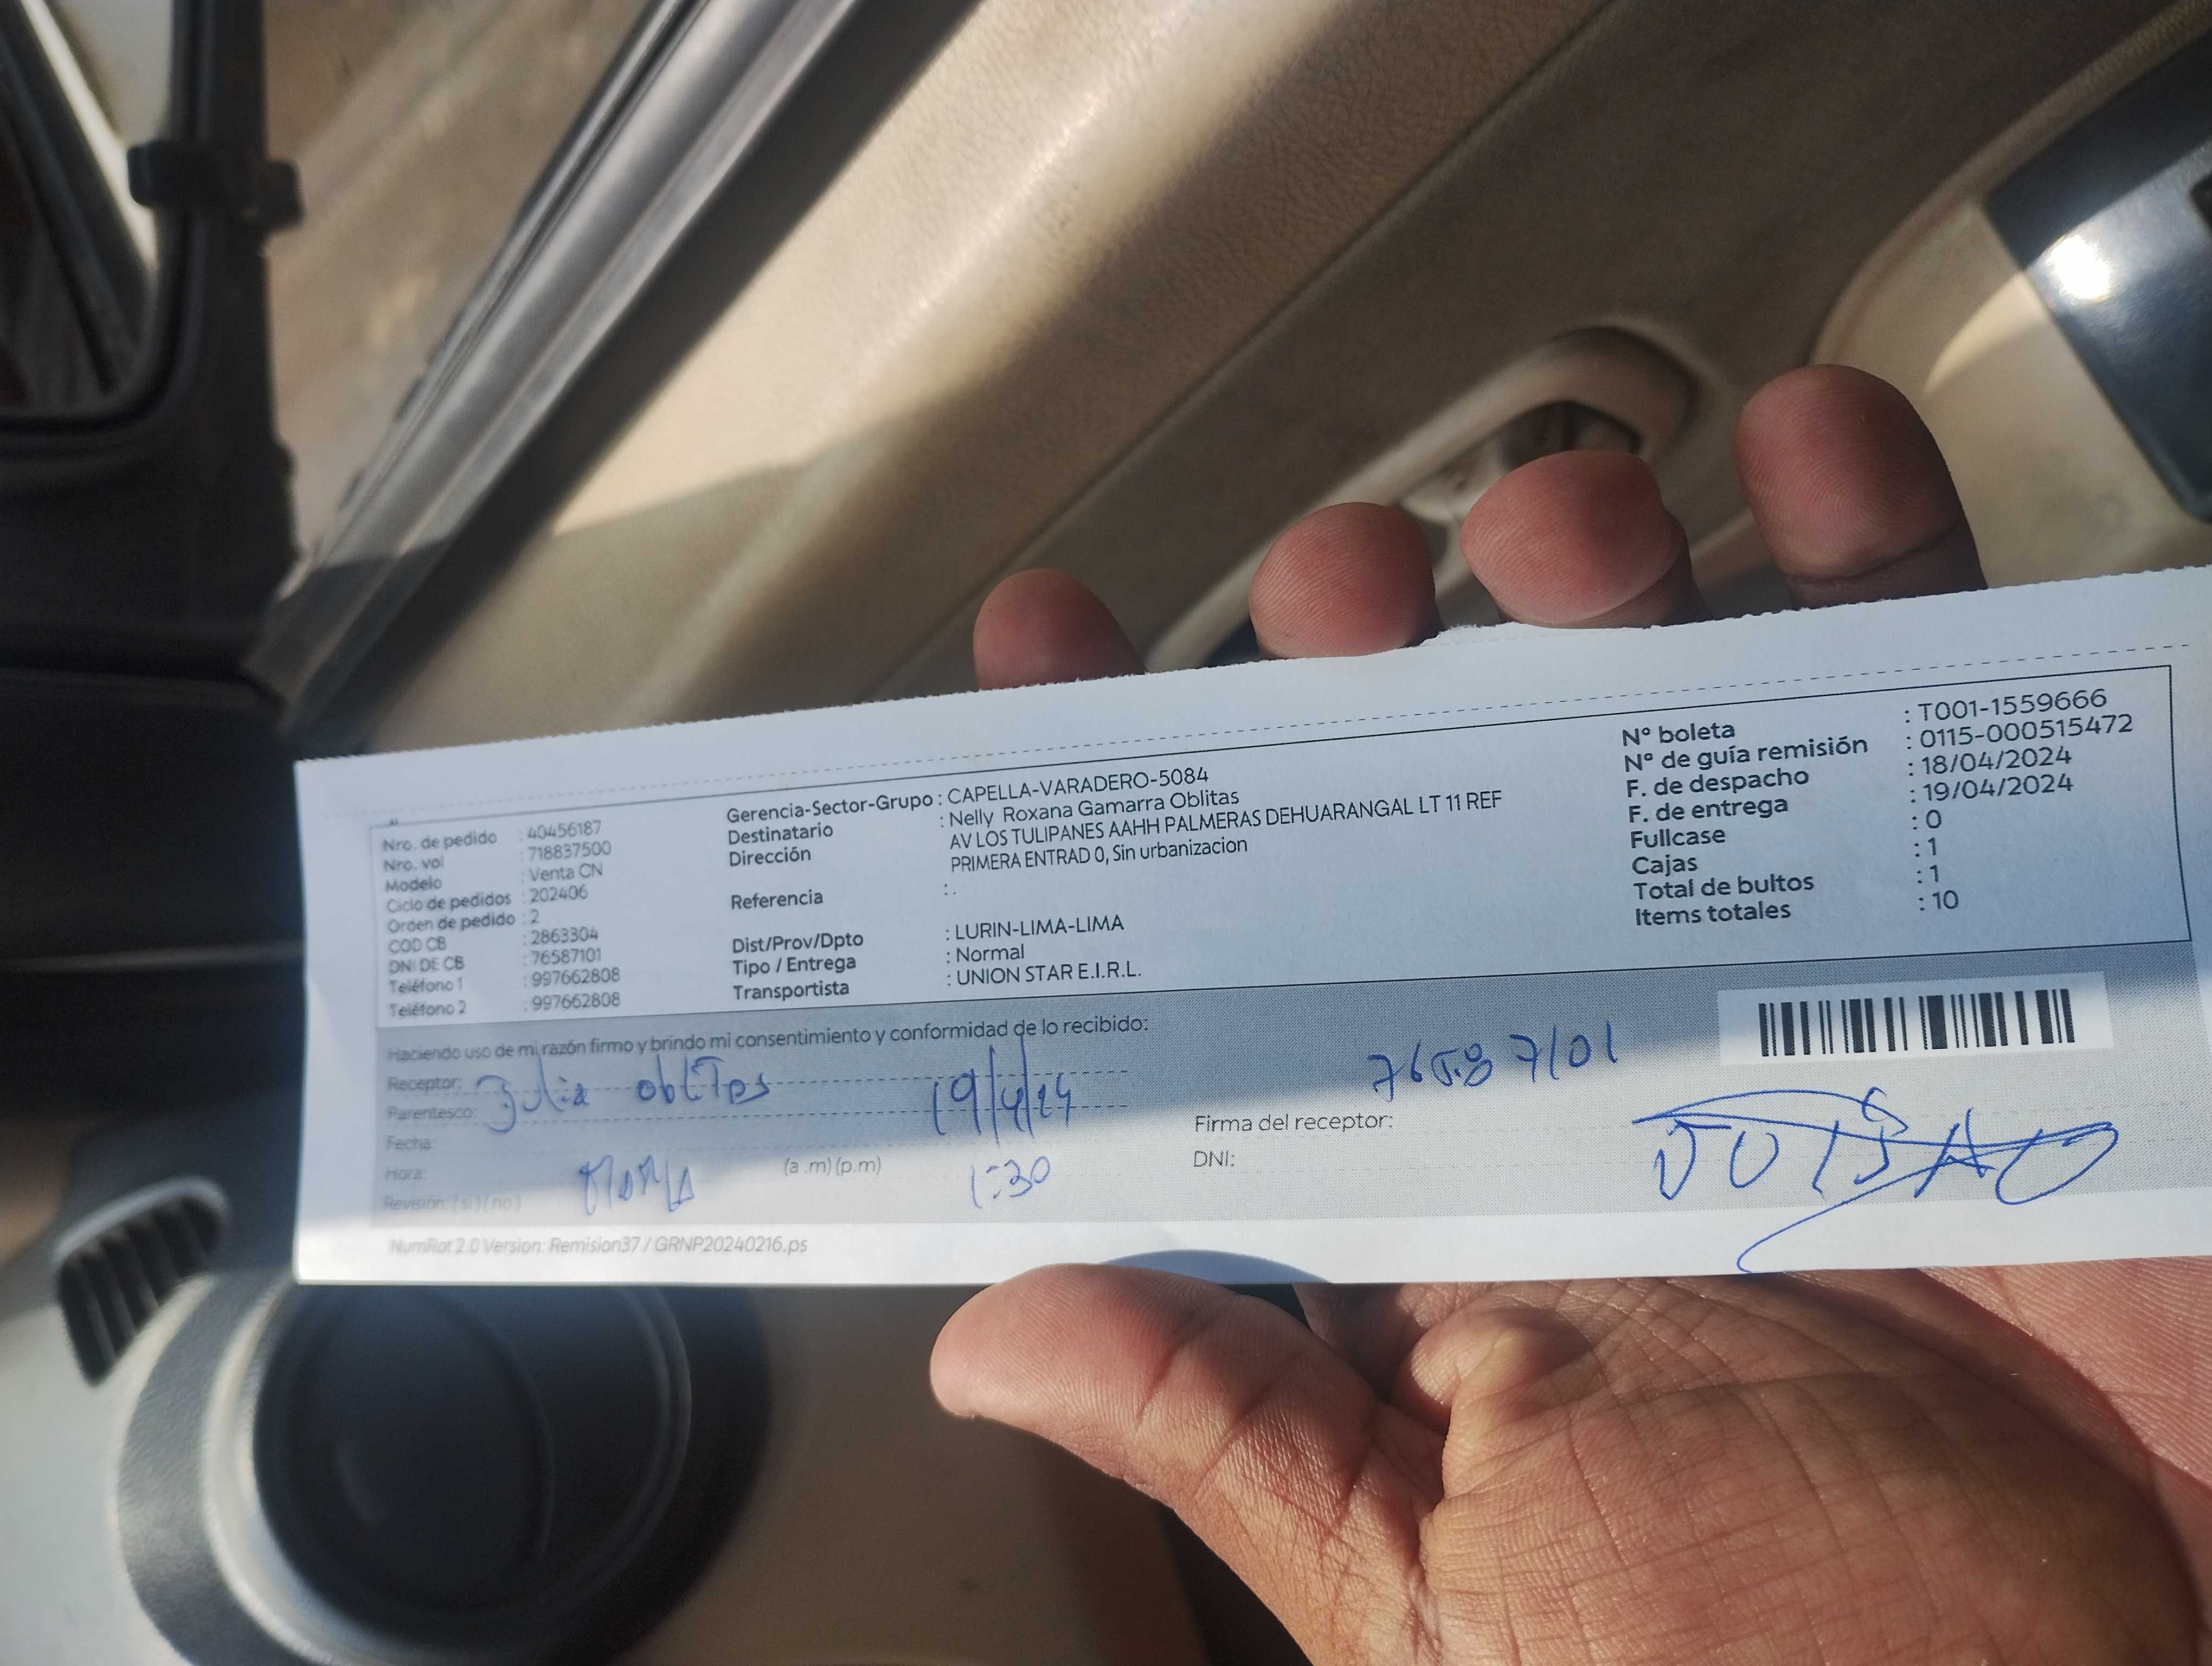 Nro. de pedido : 40456187
Nro. vol : 718837500
Modelo : Venta CN
Ciclo de pedidos : 202406
Orden de pedido : 2
COD CB : 2863304
DNI DE CB : 76587101
Teléfono 1 : 997662808
Teléfono 2 : 997662808
Gerencia-Sector-Grupo : CAPELLA-VARADERO-5084
Destinatario : Nelly Roxana Gamarra Oblitas
Dirección AV LOS TULIPANES AAHH PALMERAS DEHUARANGAL LT 11 REF
PRIMERA ENTRAD 0, Sin urbanizacion
Referencia : .
Dist/Prov/Dpto : LURIN-LIMA-LIMA
Tipo / Entrega : Normal
Transportista : UNION STAR E.I.R.L.
Nº boleta : T001-1559666
Nº de guía remisión : 0115-000515472
F. de despacho : 18/04/2024
F. de entrega : 19/04/2024
Fullcase : 0
Cajas : 1
Total de bultos : 1
Items totales : 10
Haciendo uso de mi razón firmo y brindo mi consentimiento y conformidad de lo recibido:
Receptor: Julia oblitas
Parentesco:
Fecha: 19/4/24
Hora: (a .m) (p.m) 1:30
Revisión: ( si ) ( no )
76587101
Firma del receptor:
DNI:
NumRot 2.0 Version. Remision37 / GRNP20240216.ps